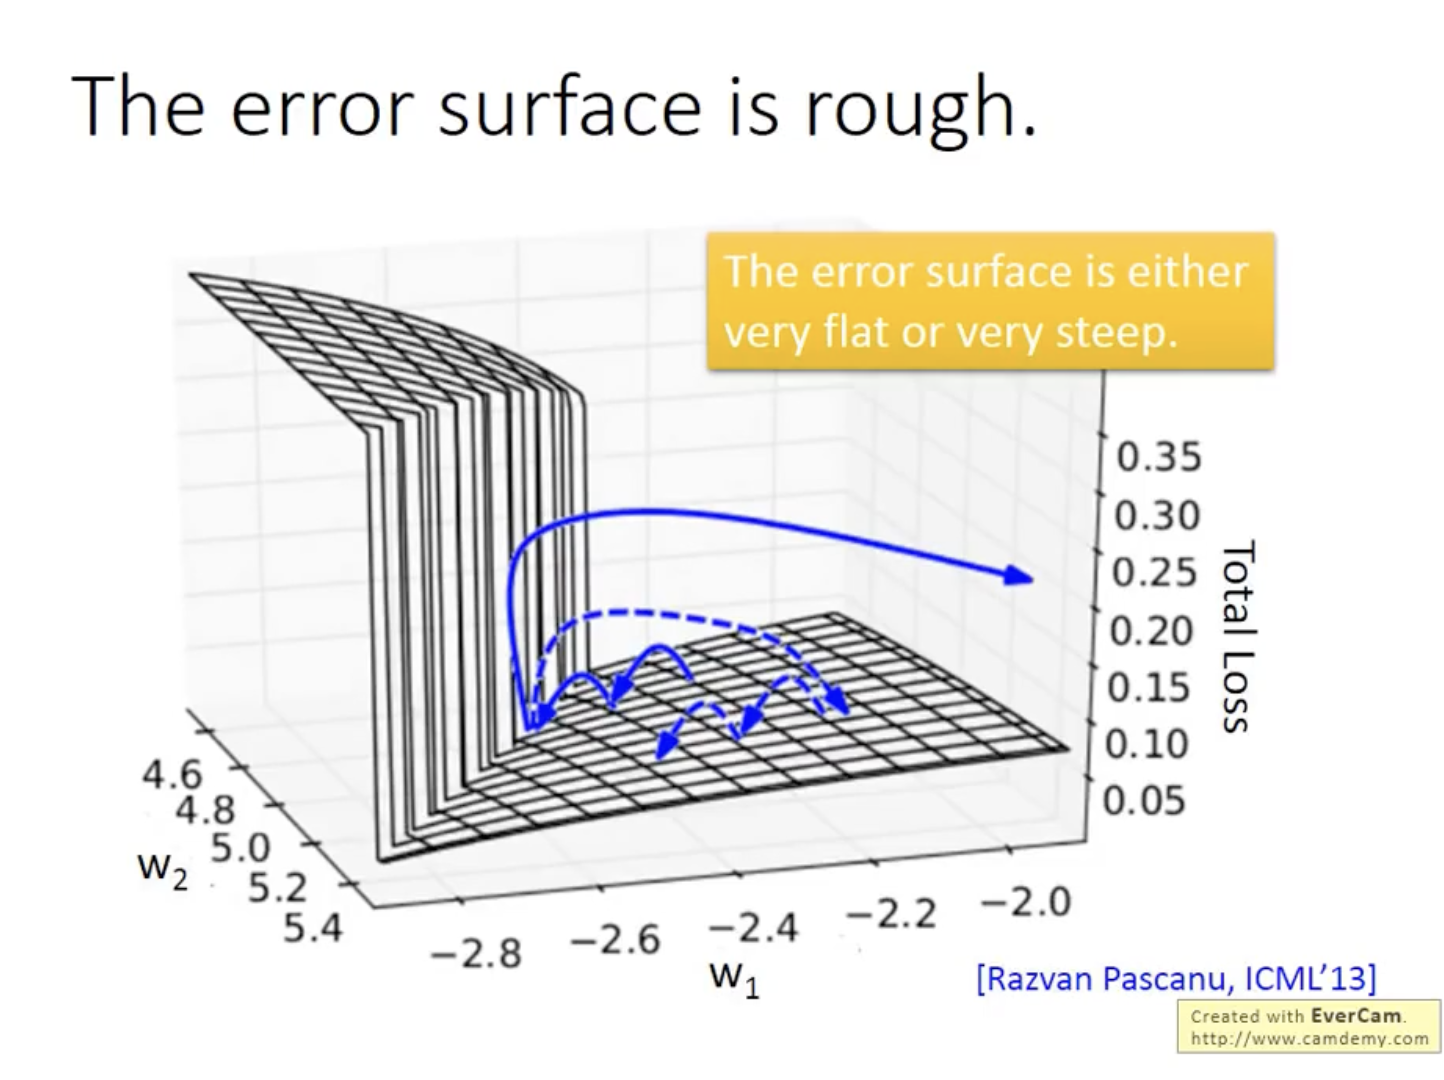 The error surface is rough.
The error surface is either
very flat or very steep.
0.35
0.30
0.25
0.20
0.15
0.10
0.05
Total Loss
4.6
4.8
5.0
5.2
5.4
w2
−2.8
−2.6
−2.4
−2.2
−2.0
w1
[Razvan Pascanu, ICML’13]
Created with EverCam.
http://www.camdemy.com